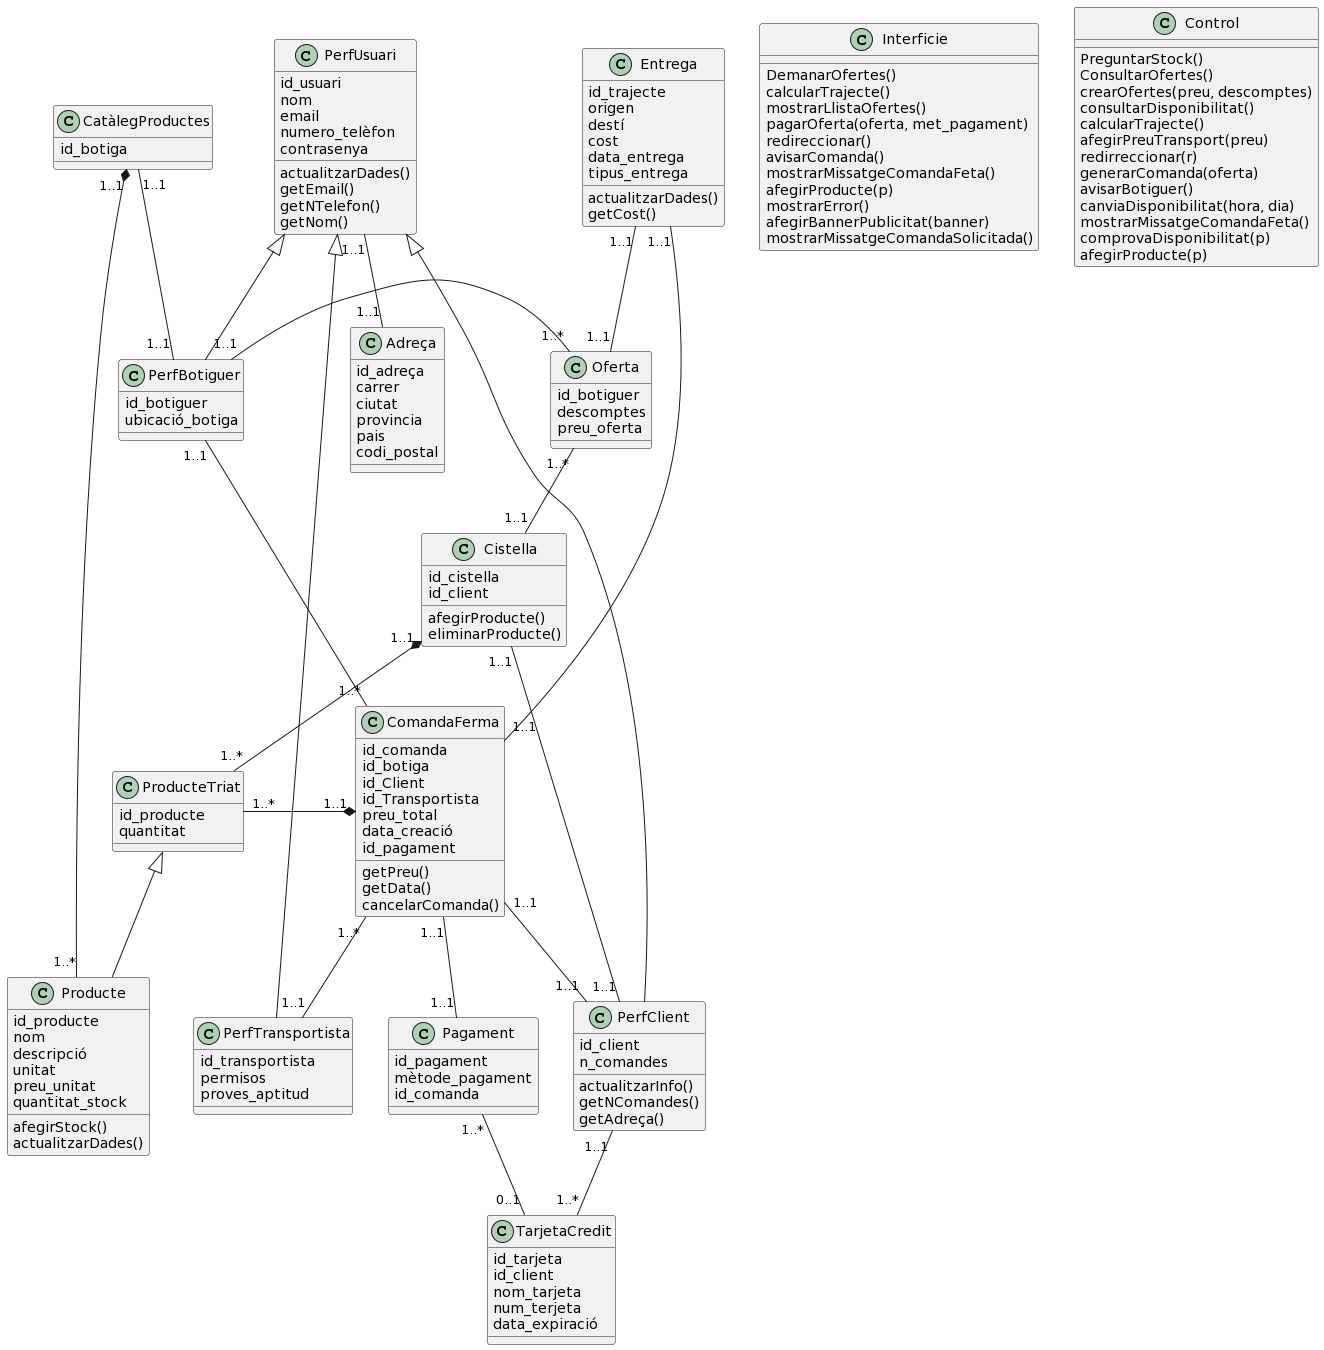 C PerfUsuari
id_usuari
nom
email
numero_telèfon
contrasenya
actualitzarDades()
getEmail()
getNTelefon()
getNom()
C Entrega
id_trajecte
origen
destí
cost
data_entrega
tipus_entrega
actualitzarDades()
getCost()
C Interficie
DemanarOfertes()
calcularTrajecte()
mostrarLlistaOfertes()
pagarOferta(oferta, met_pagament)
redireccionar()
avisarComanda()
mostrarMissatgeComandaFeta()
afegirProducte(p)
mostrarError()
afegirBannerPublicitat(banner)
mostrarMissatgeComandaSolicitada()
C Control
PreguntarStock()
ConsultarOfertes()
crearOfertes(preu, descomptes)
consultarDisponibilitat()
calcularTrajecte()
afegirPreuTransport(preu)
redirreccionar(r)
generarComanda(oferta)
avisarBotiguer()
canviaDisponibilitat(hora, dia)
mostrarMissatgeComandaFeta()
comprovaDisponibilitat(p)
afegirProducte(p)
C CatàlegProductes
id_botiga
1..1
1..1
1..1
1..1
1..1
1..1
1..1
1..1
1..*
1..1
C PerfBotiguer
id_botiguer
ubicació_botiga
C Adreça
id_adreça
carrer
ciutat
provincia
pais
codi_postal
C Oferta
id_botiguer
descomptes
preu_oferta
1..1
1..*
1..1
C Cistella
id_cistella
id_client
afegirProducte()
eliminarProducte()
1..1
1..1
1..*
1..1
1..*
C ProducteTriat
id_producte
quantitat
1..*
1..1
C ComandaFerma
id_comanda
id_botiga
id_Client
id_Transportista
preu_total
data_creació
id_pagament
getPreu()
getData()
cancelarComanda()
1..1
1..*
1..1
1..*
1..1
1..1
1..1
1..1
C Producte
id_producte
nom
descripció
unitat
preu_unitat
quantitat_stock
afegirStock()
actualitzarDades()
C PerfTransportista
id_transportista
permisos
proves_aptitud
C Pagament
id_pagament
mètode_pagament
id_comanda
C PerfClient
id_client
n_comandes
actualitzarInfo()
getNComandes()
getAdreça()
1..*
1..1
0..1
1..*
C TarjetaCredit
id_tarjeta
id_client
nom_tarjeta
num_terjeta
data_expiració